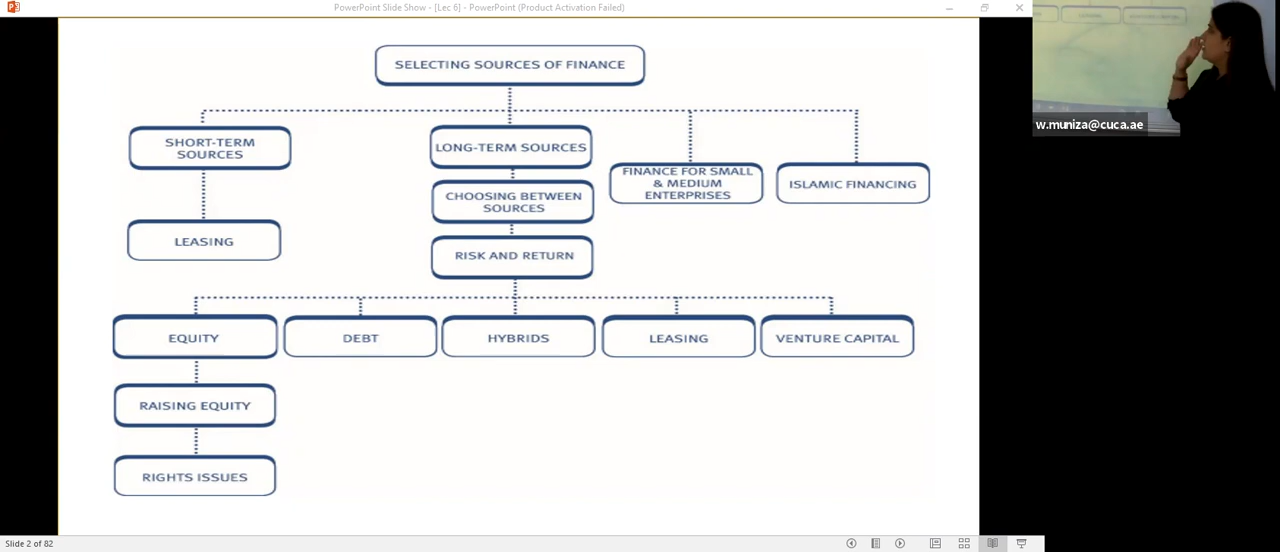 PowerPoint Slide Show - [Lec 6] - PowerPoint (Product Activation Failed)
SELECTING SOURCES OF FINANCE
SHORT-TERM
SOURCES
LONG-TERM SOURCES
FINANCE FOR SMALL
& MEDIUM
ENTERPRISES
ISLAMIC FINANCING
CHOOSING BETWEEN
SOURCES
LEASING
RISK AND RETURN
EQUITY
DEBT
HYBRIDS
LEASING
VENTURE CAPITAL
RAISING EQUITY
RIGHTS ISSUES
w.muniza@cuca.ae
Slide 2 of 82